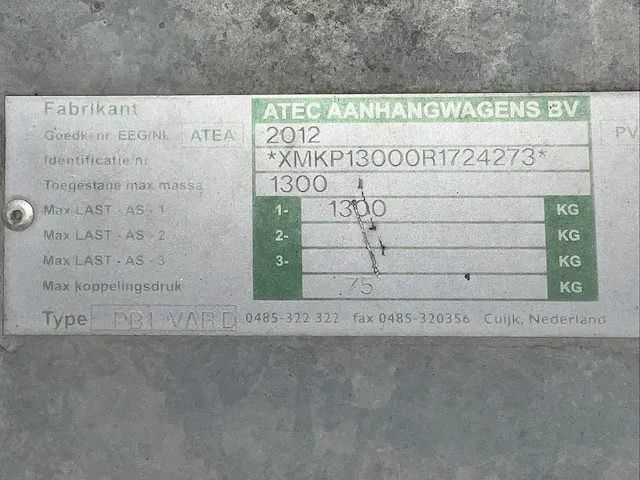 Fabrikant ATEC AANHANGWAGENS BV
Goedk-nr EEG/NL ATEA 2012 PV
Identificatie nr *XMKP13000R1724273*
Toegestane max massa 1300
Max LAST - AS - 1 1- 1300 KG
Max LAST - AS - 2 2- KG
Max LAST - AS - 3 3- KG
Max koppelingsdruk 75 KG
Type PB1 VAR.D 0485-322 322 fax 0485-320356 Cuijk, Nederland